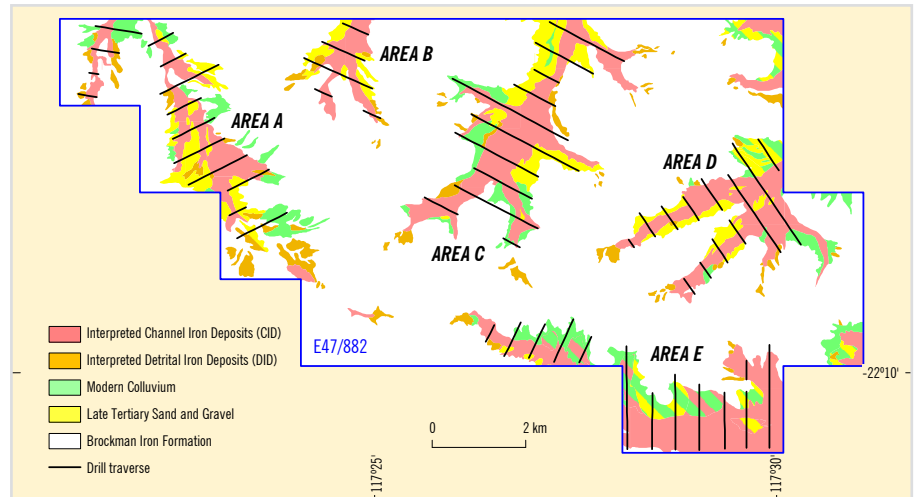 AREA B
AREA A
AREA D
AREA C
AREA E
E47/882
Interpreted Channel Iron Deposits (CID)
Interpreted Detrital Iron Deposits (DID)
Modern Colluvium
Late Tertiary Sand and Gravel
Brockman Iron Formation
Drill traverse
0 2 km
22°10'
117°25'
117°30'